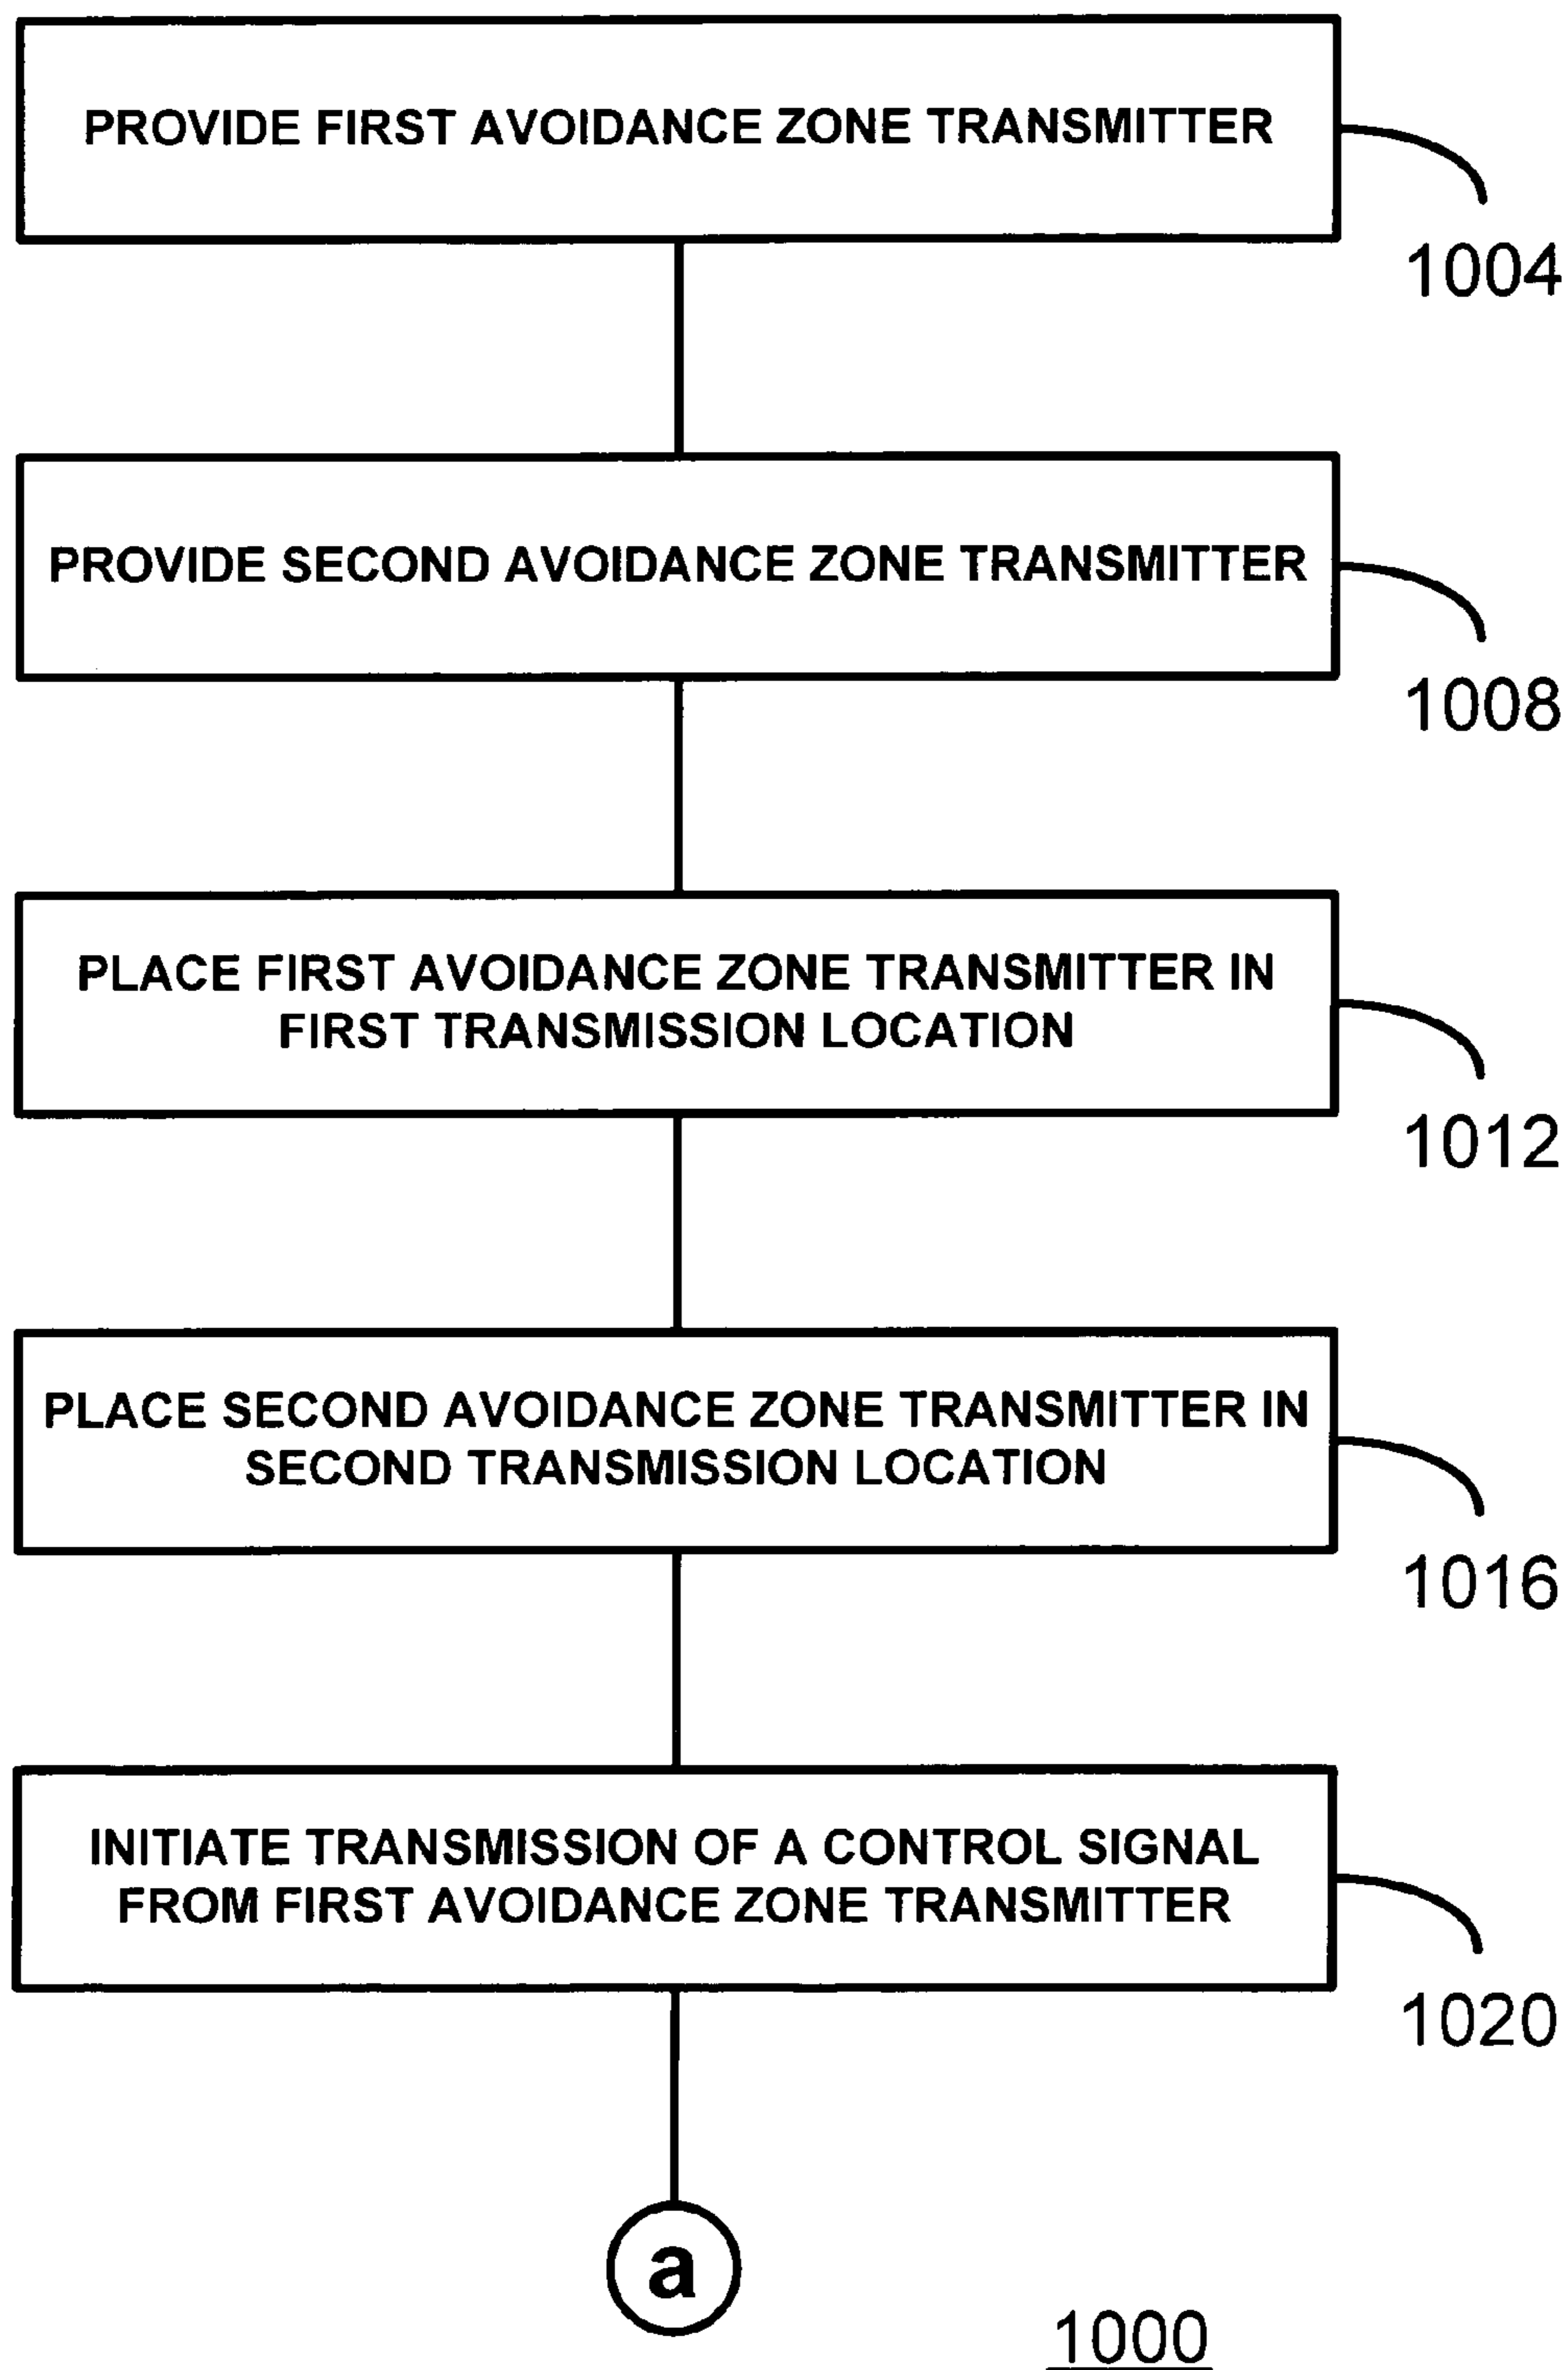 PROVIDE FIRST AVOIDANCE ZONE TRANSMITTER
1004
PROVIDE SECOND AVOIDANCE ZONE TRANSMITTER
1008
PLACE FIRST AVOIDANCE ZONE TRANSMITTER IN
FIRST TRANSMISSION LOCATION
1012
PLACE SECOND AVOIDANCE ZONE TRANSMITTER IN
SECOND TRANSMISSION LOCATION
1016
INITIATE TRANSMISSION OF A CONTROL SIGNAL
FROM FIRST AVOIDANCE ZONE TRANSMITTER
1020
a
1000